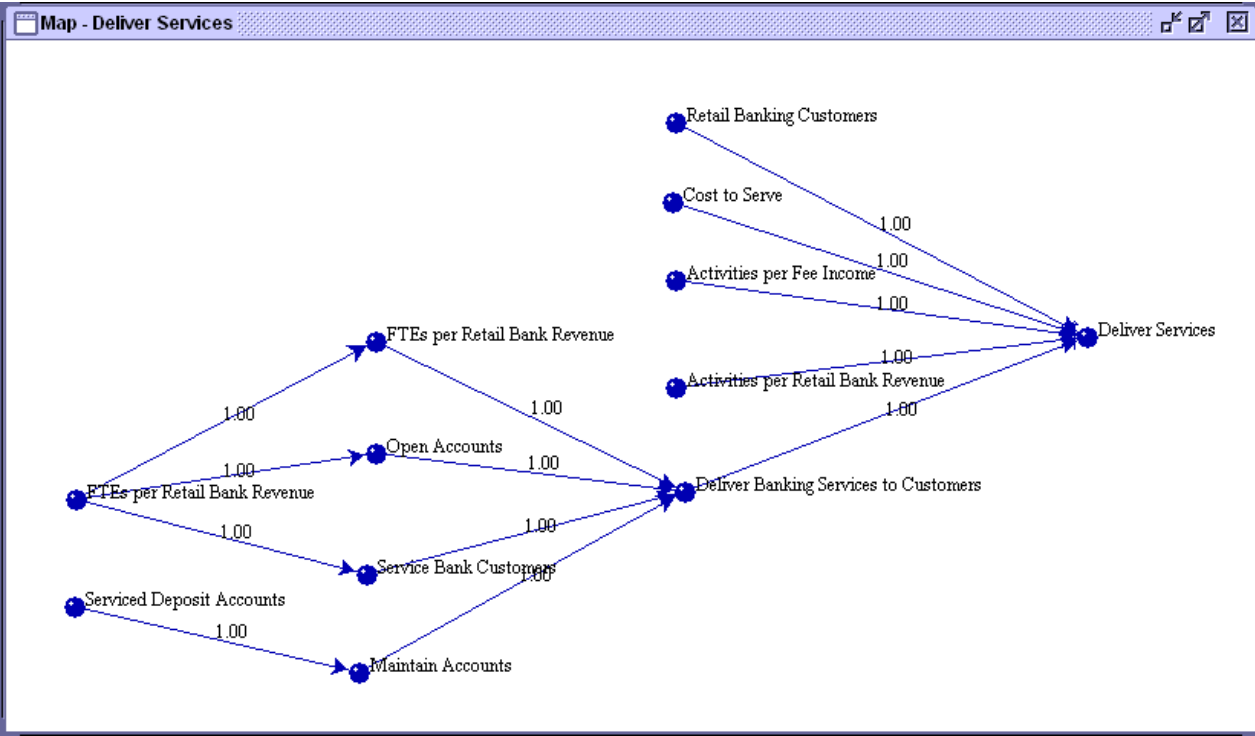 Map - Deliver Services
Retail Banking Customers
Cost to Serve
1.00
1.00
Activities per Fee Income
1.00
Deliver Services
FTEs per Retail Bank Revenue
1.00
Activities per Retail Bank Revenue
1.00
1.00
1.00
Open Accounts
1.00
1.00
FTEs per Retail Bank Revenue
Deliver Banking Services to Customers
1.00
1.00
Service Bank Customers
1.00
Serviced Deposit Accounts
1.00
Maintain Accounts